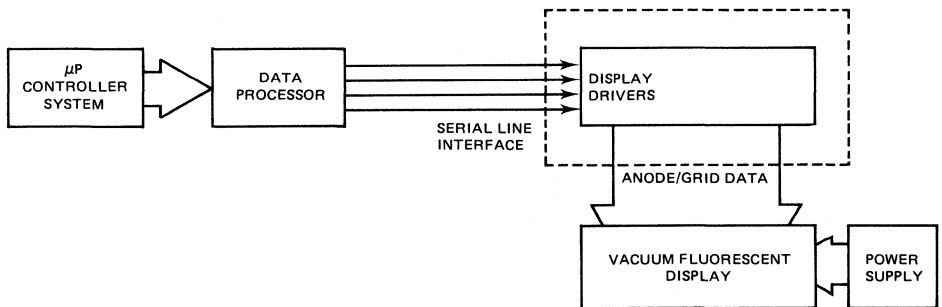 μP
CONTROLLER
SYSTEM
DATA
PROCESSOR
DISPLAY
DRIVERS
SERIAL LINE
INTERFACE
ANODE/GRID DATA
VACUUM FLUORESCENT
DISPLAY
POWER
SUPPLY